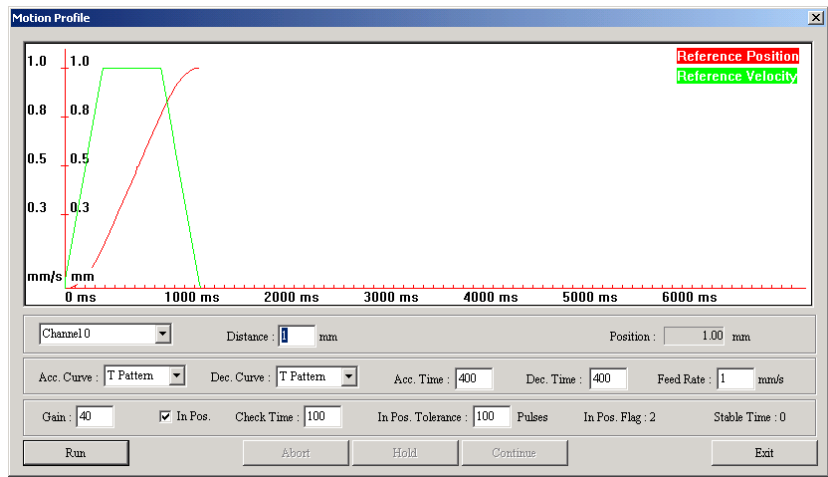 Motion Profile
1.0 1.0 Reference Position
Reference Velocity
0.8 0.8
0.5 0.5
0.3 0.3
mm/s mm
0 ms 1000 ms 2000 ms 3000 ms 4000 ms 5000 ms 6000 ms
Channel 0 Distance : 1 mm Position : 1.00 mm
Acc. Curve : T Pattern Dec. Curve : T Pattern Acc. Time : 400 Dec. Time : 400 Feed Rate : 1 mm/s
Gain : 40 In Pos. Check Time : 100 In Pos. Tolerance : 100 Pulses In Pos. Flag : 2 Stable Time : 0
Run Abort Hold Continue Exit